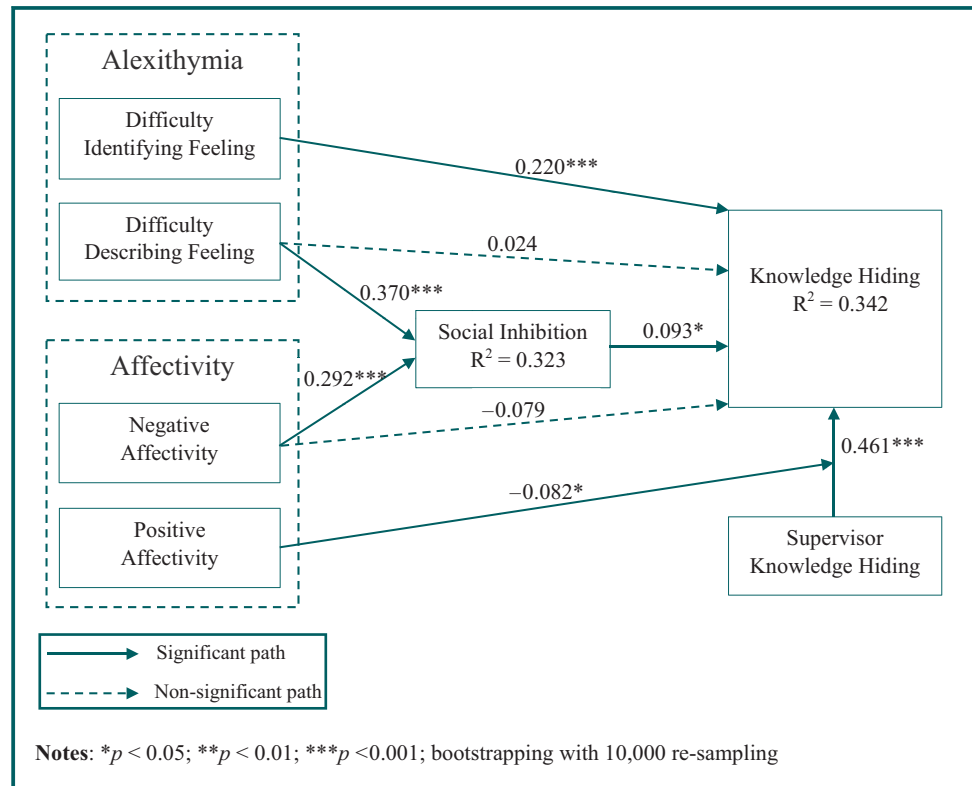 Alexithymia
Difficulty
Identifying Feeling
0.220***
Difficulty
Describing Feeling
0.024
Knowledge Hiding
R² = 0.342
0.370***
Social Inhibition
R² = 0.323
0.093*
Affectivity
0.292***
Negative
Affectivity
−0.079
0.461***
−0.082*
Positive
Affectivity
Supervisor
Knowledge Hiding
Significant path
Non-significant path
Notes: *p < 0.05; **p < 0.01; ***p <0.001; bootstrapping with 10,000 re-sampling